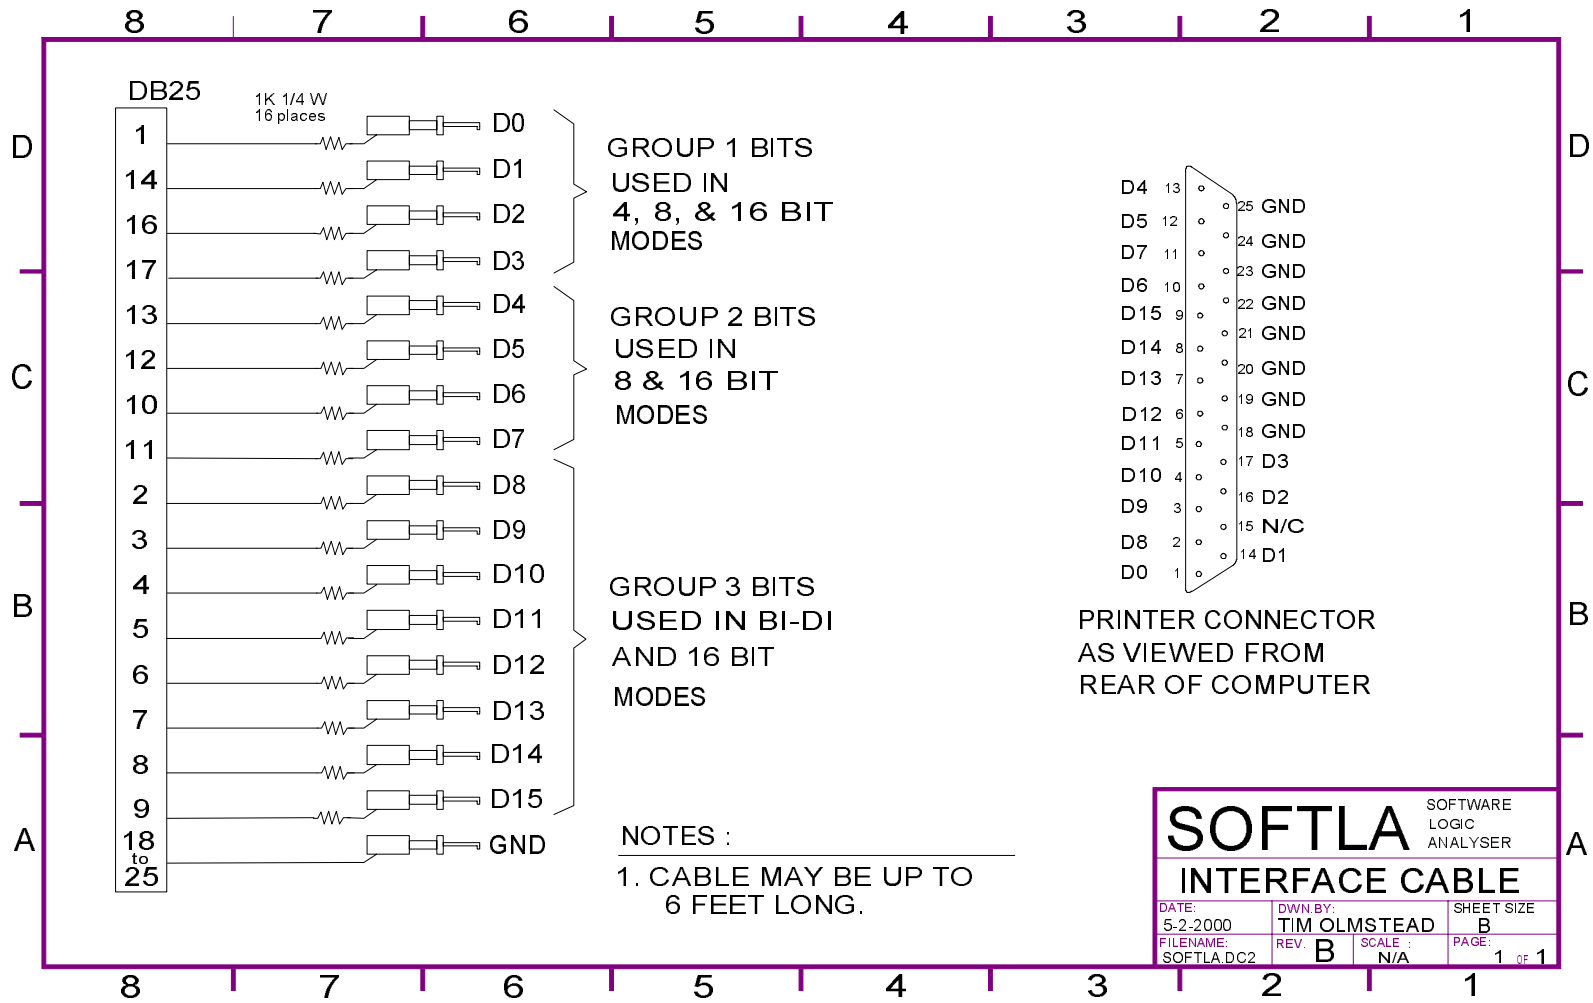 8 7 6 5 4 3 2 1
DB25
1K 1/4 W
16 places
1 D0
14 D1
16 D2
17 D3
13 D4
12 D5
10 D6
11 D7
2 D8
3 D9
4 D10
5 D11
6 D12
7 D13
8 D14
9 D15
18
to
25
GND
GROUP 1 BITS
USED IN
4, 8, & 16 BIT
MODES
GROUP 2 BITS
USED IN
8 & 16 BIT
MODES
GROUP 3 BITS
USED IN BI-DI
AND 16 BIT
MODES
NOTES :
1. CABLE MAY BE UP TO
6 FEET LONG.
D4 13
D5 12
D7 11
D6 10
D15 9
D14 8
D13 7
D12 6
D11 5
D10 4
D9 3
D8 2
D0 1
25 GND
24 GND
23 GND
22 GND
21 GND
20 GND
19 GND
18 GND
17 D3
16 D2
15 N/C
14 D1
PRINTER CONNECTOR
AS VIEWED FROM
REAR OF COMPUTER
D
C
B
A
D
C
B
A
SOFTLA
SOFTWARE
LOGIC
ANALYSER
INTERFACE CABLE
DATE:
5-2-2000
DWN.BY:
TIM OLMSTEAD
SHEET SIZE
B
FILENAME:
SOFTLA.DC2
REV. B
SCALE :
N/A
PAGE:
1 OF 1
8 7 6 5 4 3 2 1